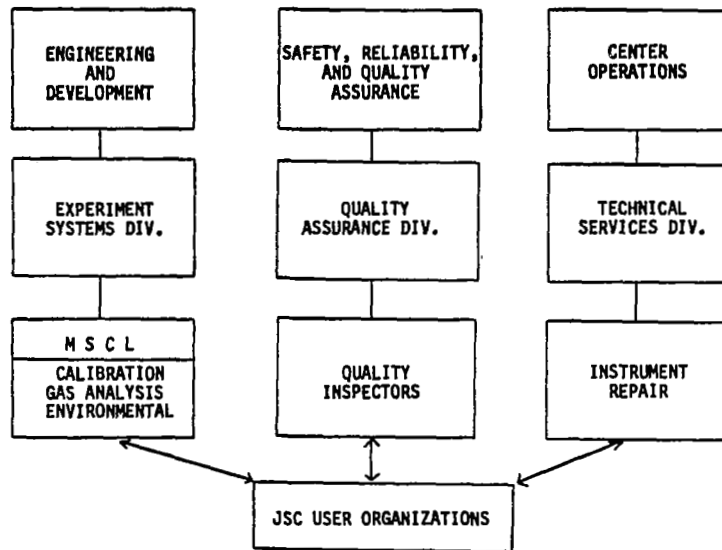 ENGINEERING
AND
DEVELOPMENT
SAFETY, RELIABILITY,
AND QUALITY
ASSURANCE
CENTER
OPERATIONS
EXPERIMENT
SYSTEMS DIV.
QUALITY
ASSURANCE DIV.
TECHNICAL
SERVICES DIV.
M S C L
CALIBRATION
GAS ANALYSIS
ENVIRONMENTAL
QUALITY
INSPECTORS
INSTRUMENT
REPAIR
JSC USER ORGANIZATIONS